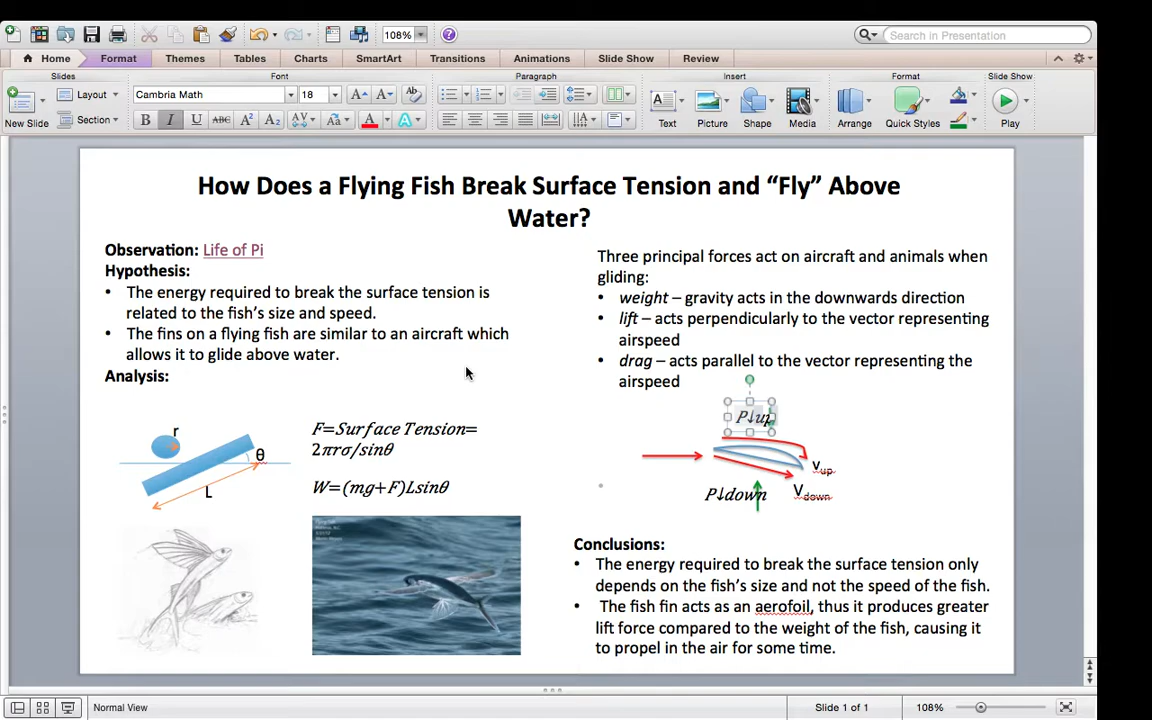 108%
Search in Presentation
Home
Format
Themes
Tables
Charts
SmartArt
Transitions
Animations
Slide Show
Review
Slides
Font
Paragraph
Insert
Format
Slide Show
New Slide
Layout
Section
Cambria Math
18
B I U ABC A² A₂ AV Aa A A
Text
Picture
Shape
Media
Arrange
Quick Styles
Play
How Does a Flying Fish Break Surface Tension and “Fly” Above
Water?
Observation: Life of Pi
Hypothesis:
• The energy required to break the surface tension is
related to the fish’s size and speed.
• The fins on a flying fish are similar to an aircraft which
allows it to glide above water.
Analysis:
r
θ
L
F=Surface Tension=
2πrσ/sinθ
W=(mg+F)Lsinθ
Three principal forces act on aircraft and animals when
gliding:
• weight – gravity acts in the downwards direction
• lift – acts perpendicularly to the vector representing
airspeed
• drag – acts parallel to the vector representing the
airspeed
P↓up
v up
P↓down
V down
Conclusions:
• The energy required to break the surface tension only
depends on the fish’s size and not the speed of the fish.
• The fish fin acts as an aerofoil, thus it produces greater
lift force compared to the weight of the fish, causing it
to propel in the air for some time.
Normal View
Slide 1 of 1
108%